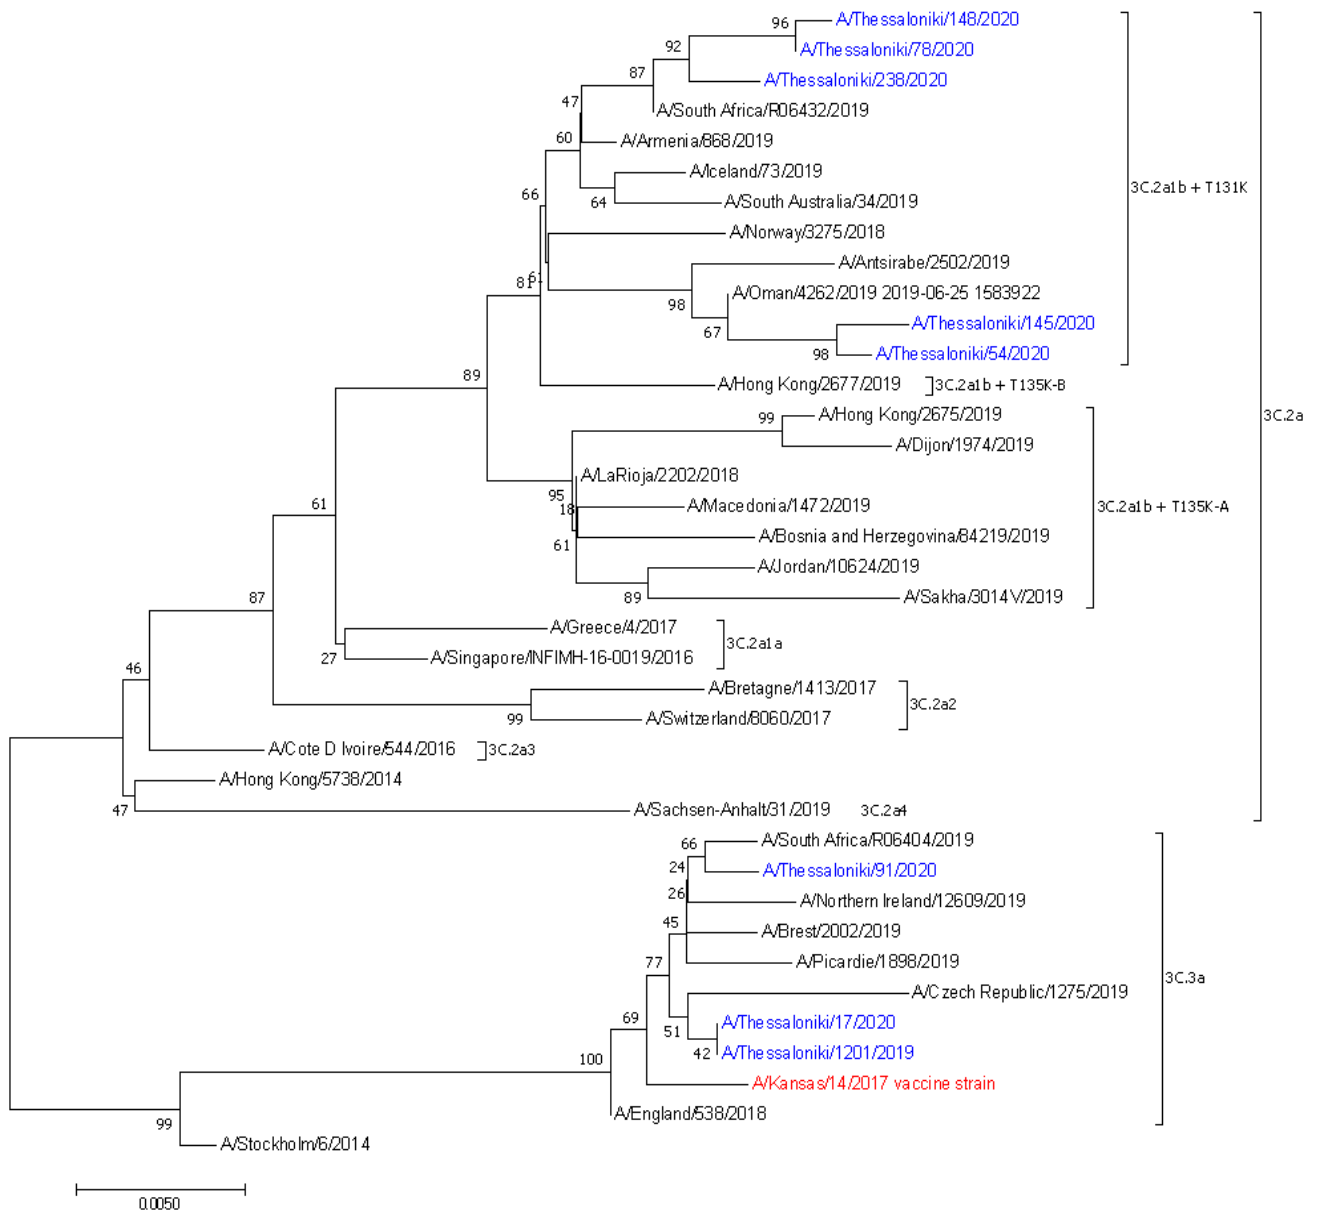 A/Thessaloniki/148/2020
96
A/Thessaloniki/78/2020
92
A/Thessaloniki/238/2020
87
A/South Africa/R06432/2019
47
A/Armenia/868/2019
60
A/Iceland/73/2019
3C.2a1b + T131K
64
A/South Australia/34/2019
66
A/Norway/3275/2018
A/Antsirabe/2502/2019
81
61
A/Oman/4262/2019 2019-06-25 1583922
98
A/Thessaloniki/145/2020
67
A/Thessaloniki/54/2020
98
89
A/Hong Kong/2677/2019
3C.2a1b + T135K-B
A/Hong Kong/2675/2019
3C.2a
99
A/Dijon/1974/2019
A/LaRioja/2202/2018
95
A/Macedonia/1472/2019
3C.2a1b + T135K-A
18
61
A/Bosnia and Herzegovina/84219/2019
61
A/Jordan/10624/2019
89
A/Sakha/3014V/2019
87
A/Greece/4/2017
3C.2a1a
27
A/Singapore/INFIMH-16-0019/2016
46
A/Bretagne/1413/2017
3C.2a2
99
A/Switzerland/8060/2017
A/Cote D Ivoire/544/2016
3C.2a3
A/Hong Kong/5738/2014
47
A/Sachsen-Anhalt/31/2019
3C.2a4
A/South Africa/R06404/2019
66
24
A/Thessaloniki/91/2020
26
A/Northern Ireland/12609/2019
45
A/Brest/2002/2019
77
A/Picardie/1898/2019
3C.3a
A/Czech Republic/1275/2019
69
A/Thessaloniki/17/2020
51
42
A/Thessaloniki/1201/2019
100
A/Kansas/14/2017 vaccine strain
A/England/538/2018
99
A/Stockholm/6/2014
0.0050